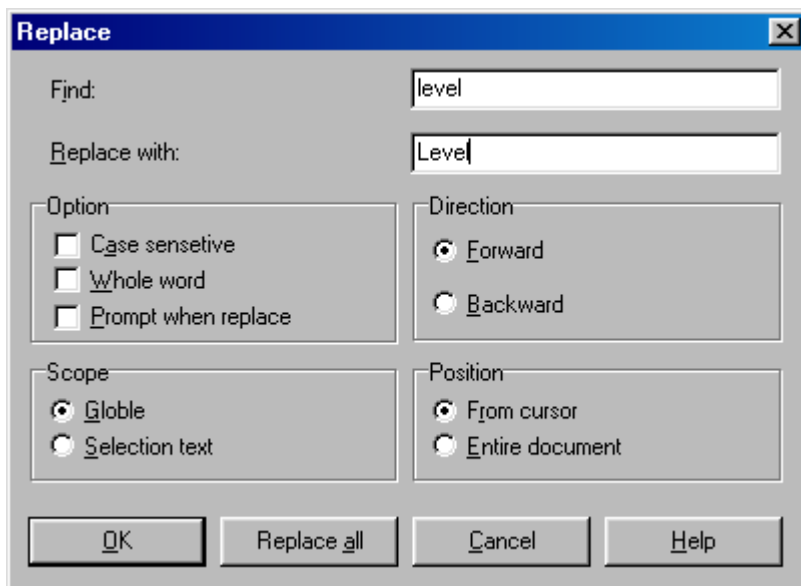 Replace
Find: level
Replace with: Level
Option
Case sensetive
Whole word
Prompt when replace
Direction
Forward
Backward
Scope
Globle
Selection text
Position
From cursor
Entire document
OK Replace all Cancel Help